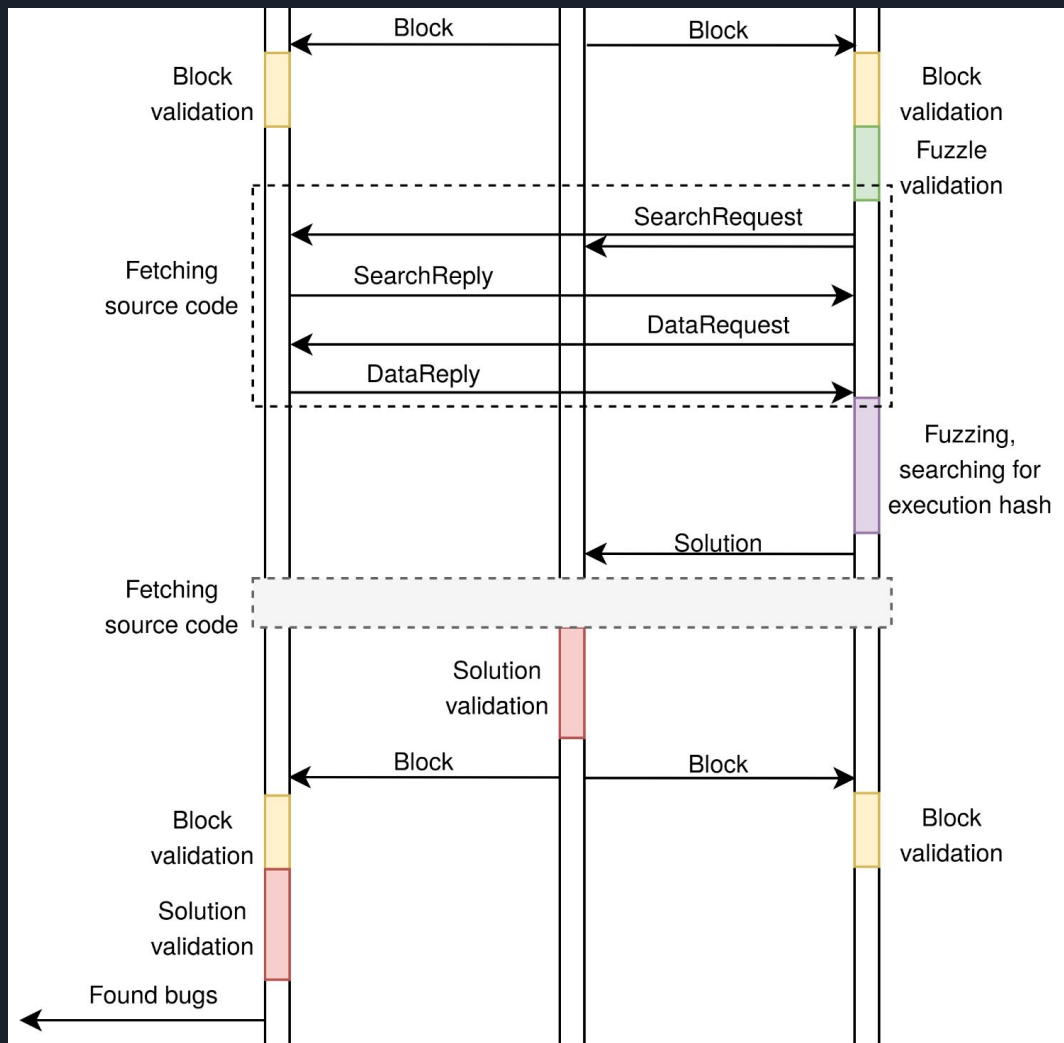 Block
Block
Block
validation
Block
validation
Fuzzle
validation
SearchRequest
Fetching
source code
SearchReply
DataRequest
DataReply
Fuzzing,
searching for
execution hash
Solution
Fetching
source code
Solution
validation
Block
Block
Block
validation
Block
validation
Solution
validation
Found bugs